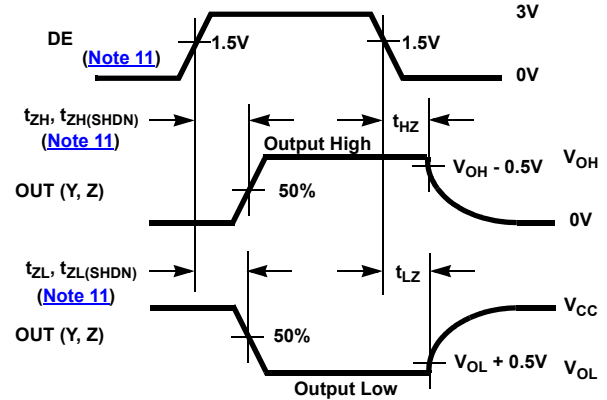 3V
DE
(Note 11)
1.5V
1.5V
0V
tZH, tZH(SHDN)
(Note 11)
tHZ
Output High
VOH - 0.5V
VOH
OUT (Y, Z)
50%
0V
tZL, tZL(SHDN)
(Note 11)
tLZ
VCC
OUT (Y, Z)
50%
VOL + 0.5V
VOL
Output Low